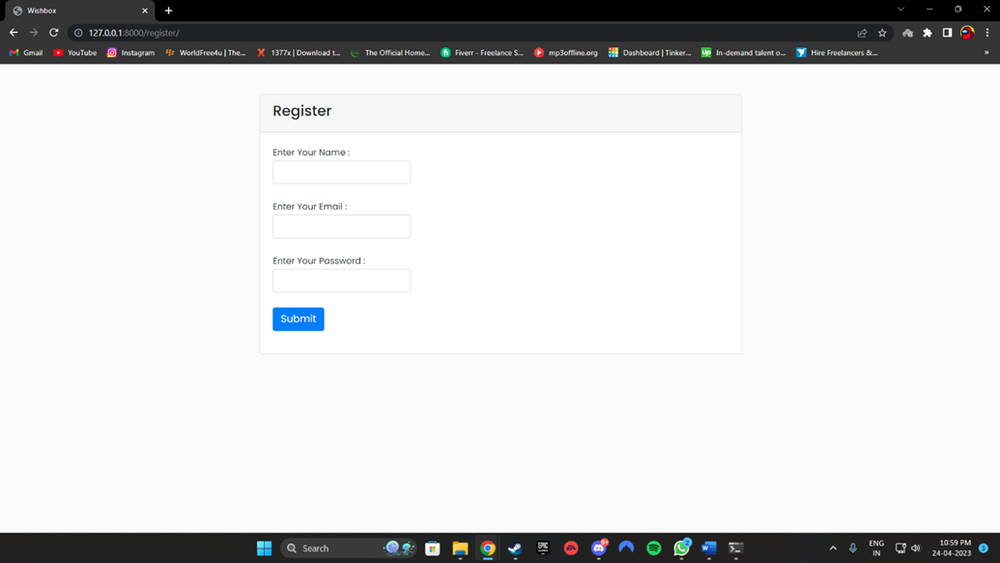 Wishbox
127.0.0.1:8000/register/
Gmail YouTube Instagram WorldFree4u | The... 1377x | Download t... The Official Home... Fiverr - Freelance S... mp3offline.org Dashboard | Tinker... In-demand talent o... Hire Freelancers &... »
Register
Enter Your Name :
Enter Your Email :
Enter Your Password :
Submit
Search
EPIC
EA
ENG
IN
10:59 PM
24-04-2023